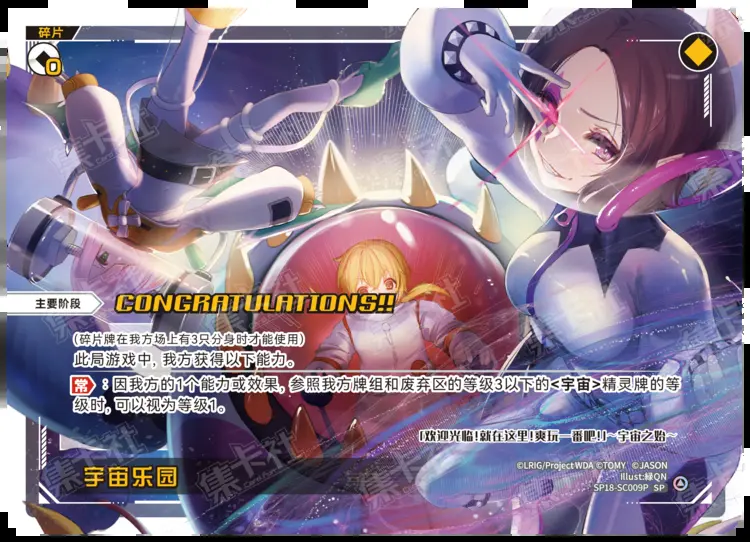 碎片
0
主要阶段
CONGRATULATIONS!!
(碎片牌在我方场上有3只分身时才能使用)
此局游戏中，我方获得以下能力。
常：因我方的1个能力或效果，参照我方牌组和废弃区的等级3以下的<宇宙>精灵牌的等
级时，可以视为等级1。
「欢迎光临！就在这里！爽玩一番吧！」～宇宙之始～
宇宙乐园
©LRIG/ProjectWDA ©TOMY ©JASON
Illust:緑QN
SP18-SC009P SP
集卡社